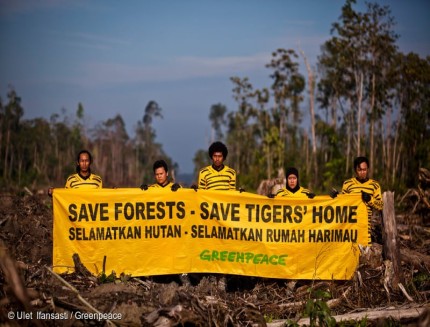 SAVE FORESTS - SAVE TIGERS' HOME
SELAMATKAN HUTAN - SELAMATKAN RUMAH HARIMAU
GREENPEACE
© Ulet Ifansasti / Greenpeace